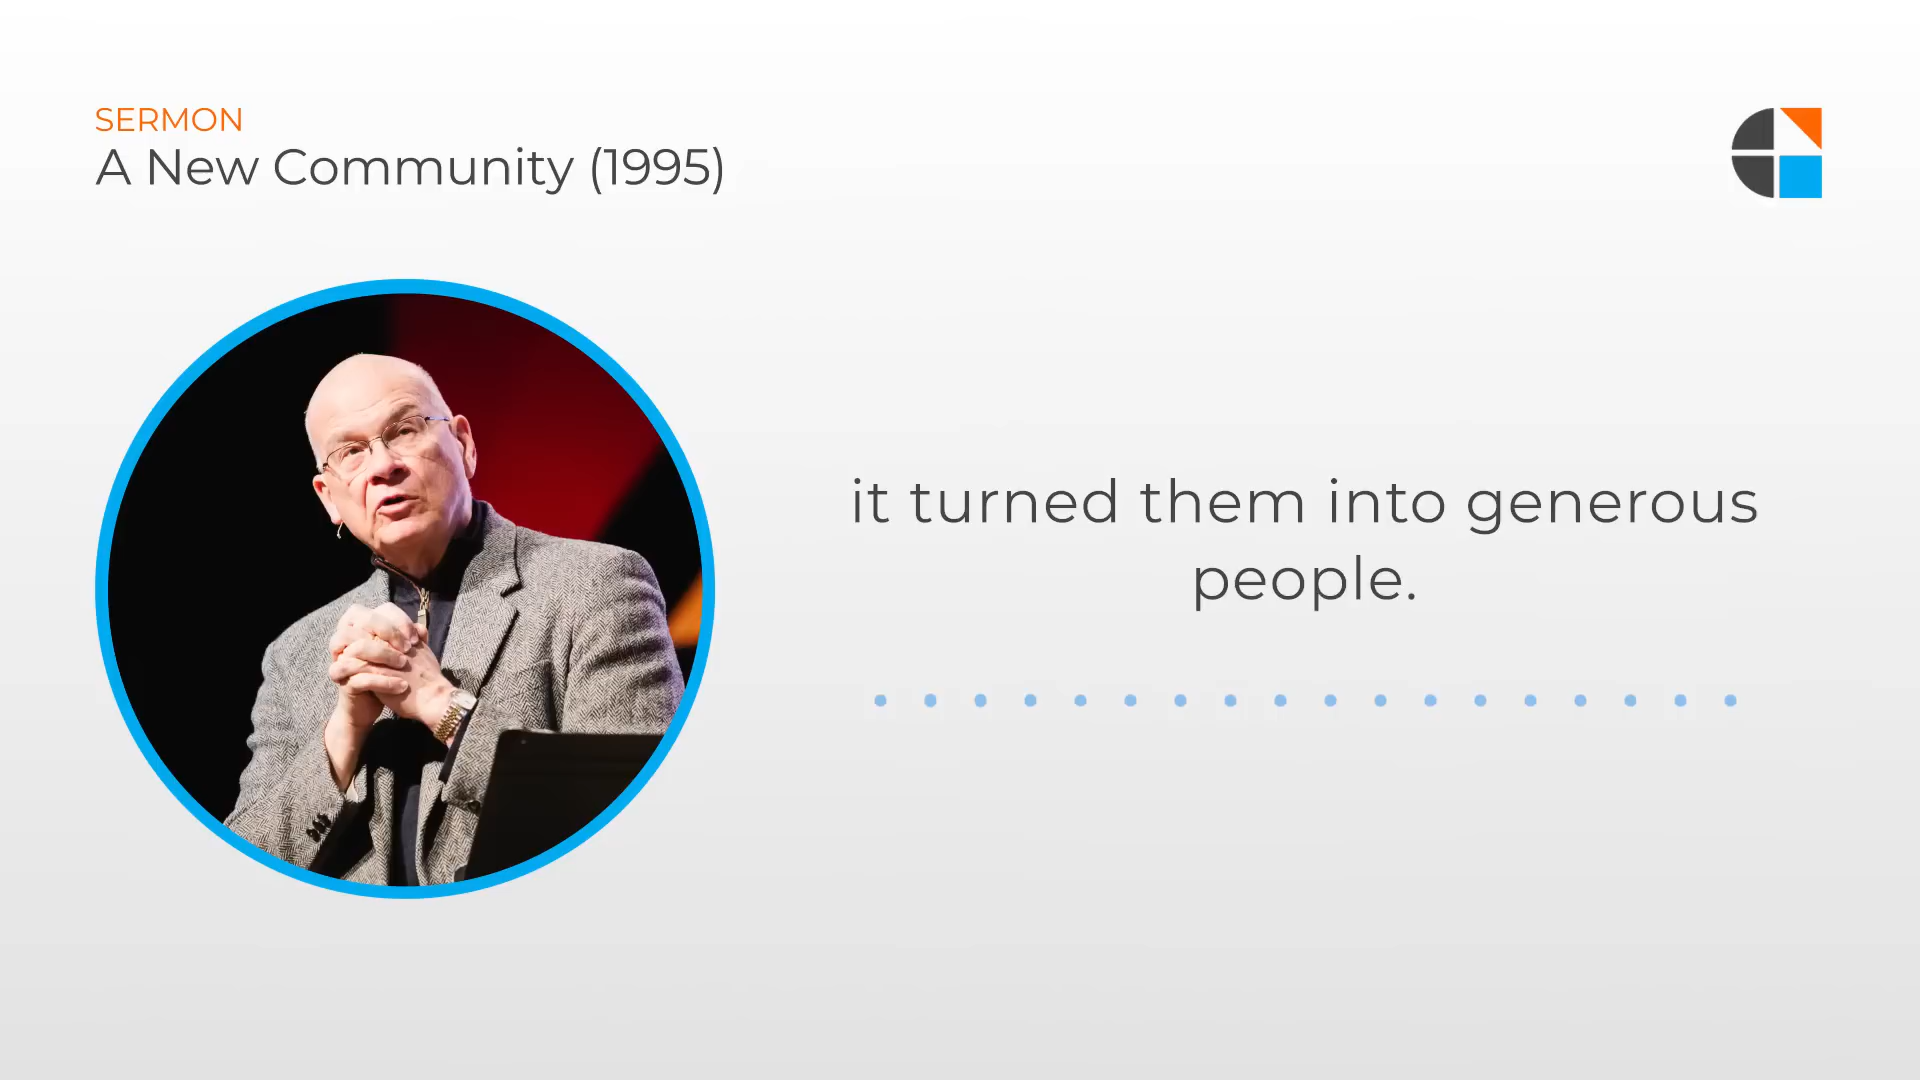 SERMON
A New Community (1995)
it turned them into generous
people.